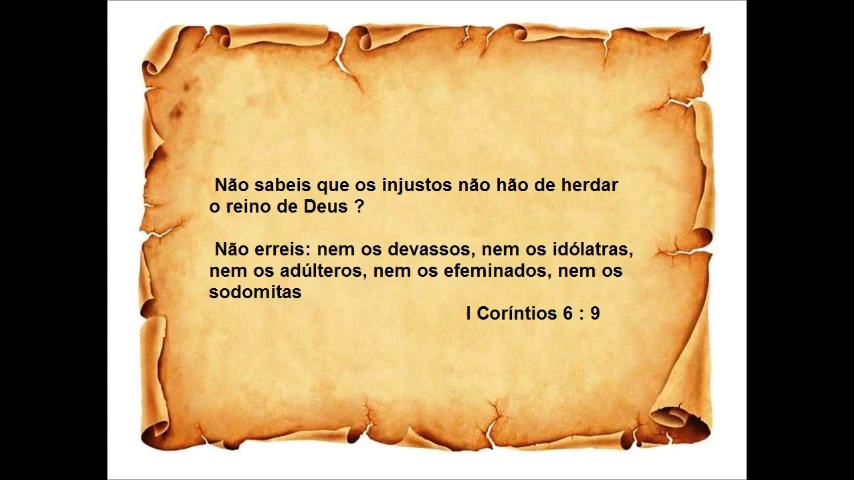 Não sabeis que os injustos não hão de herdar
o reino de Deus ?
Não erreis: nem os devassos, nem os idólatras,
nem os adúlteros, nem os efeminados, nem os
sodomitas
I Coríntios 6 : 9